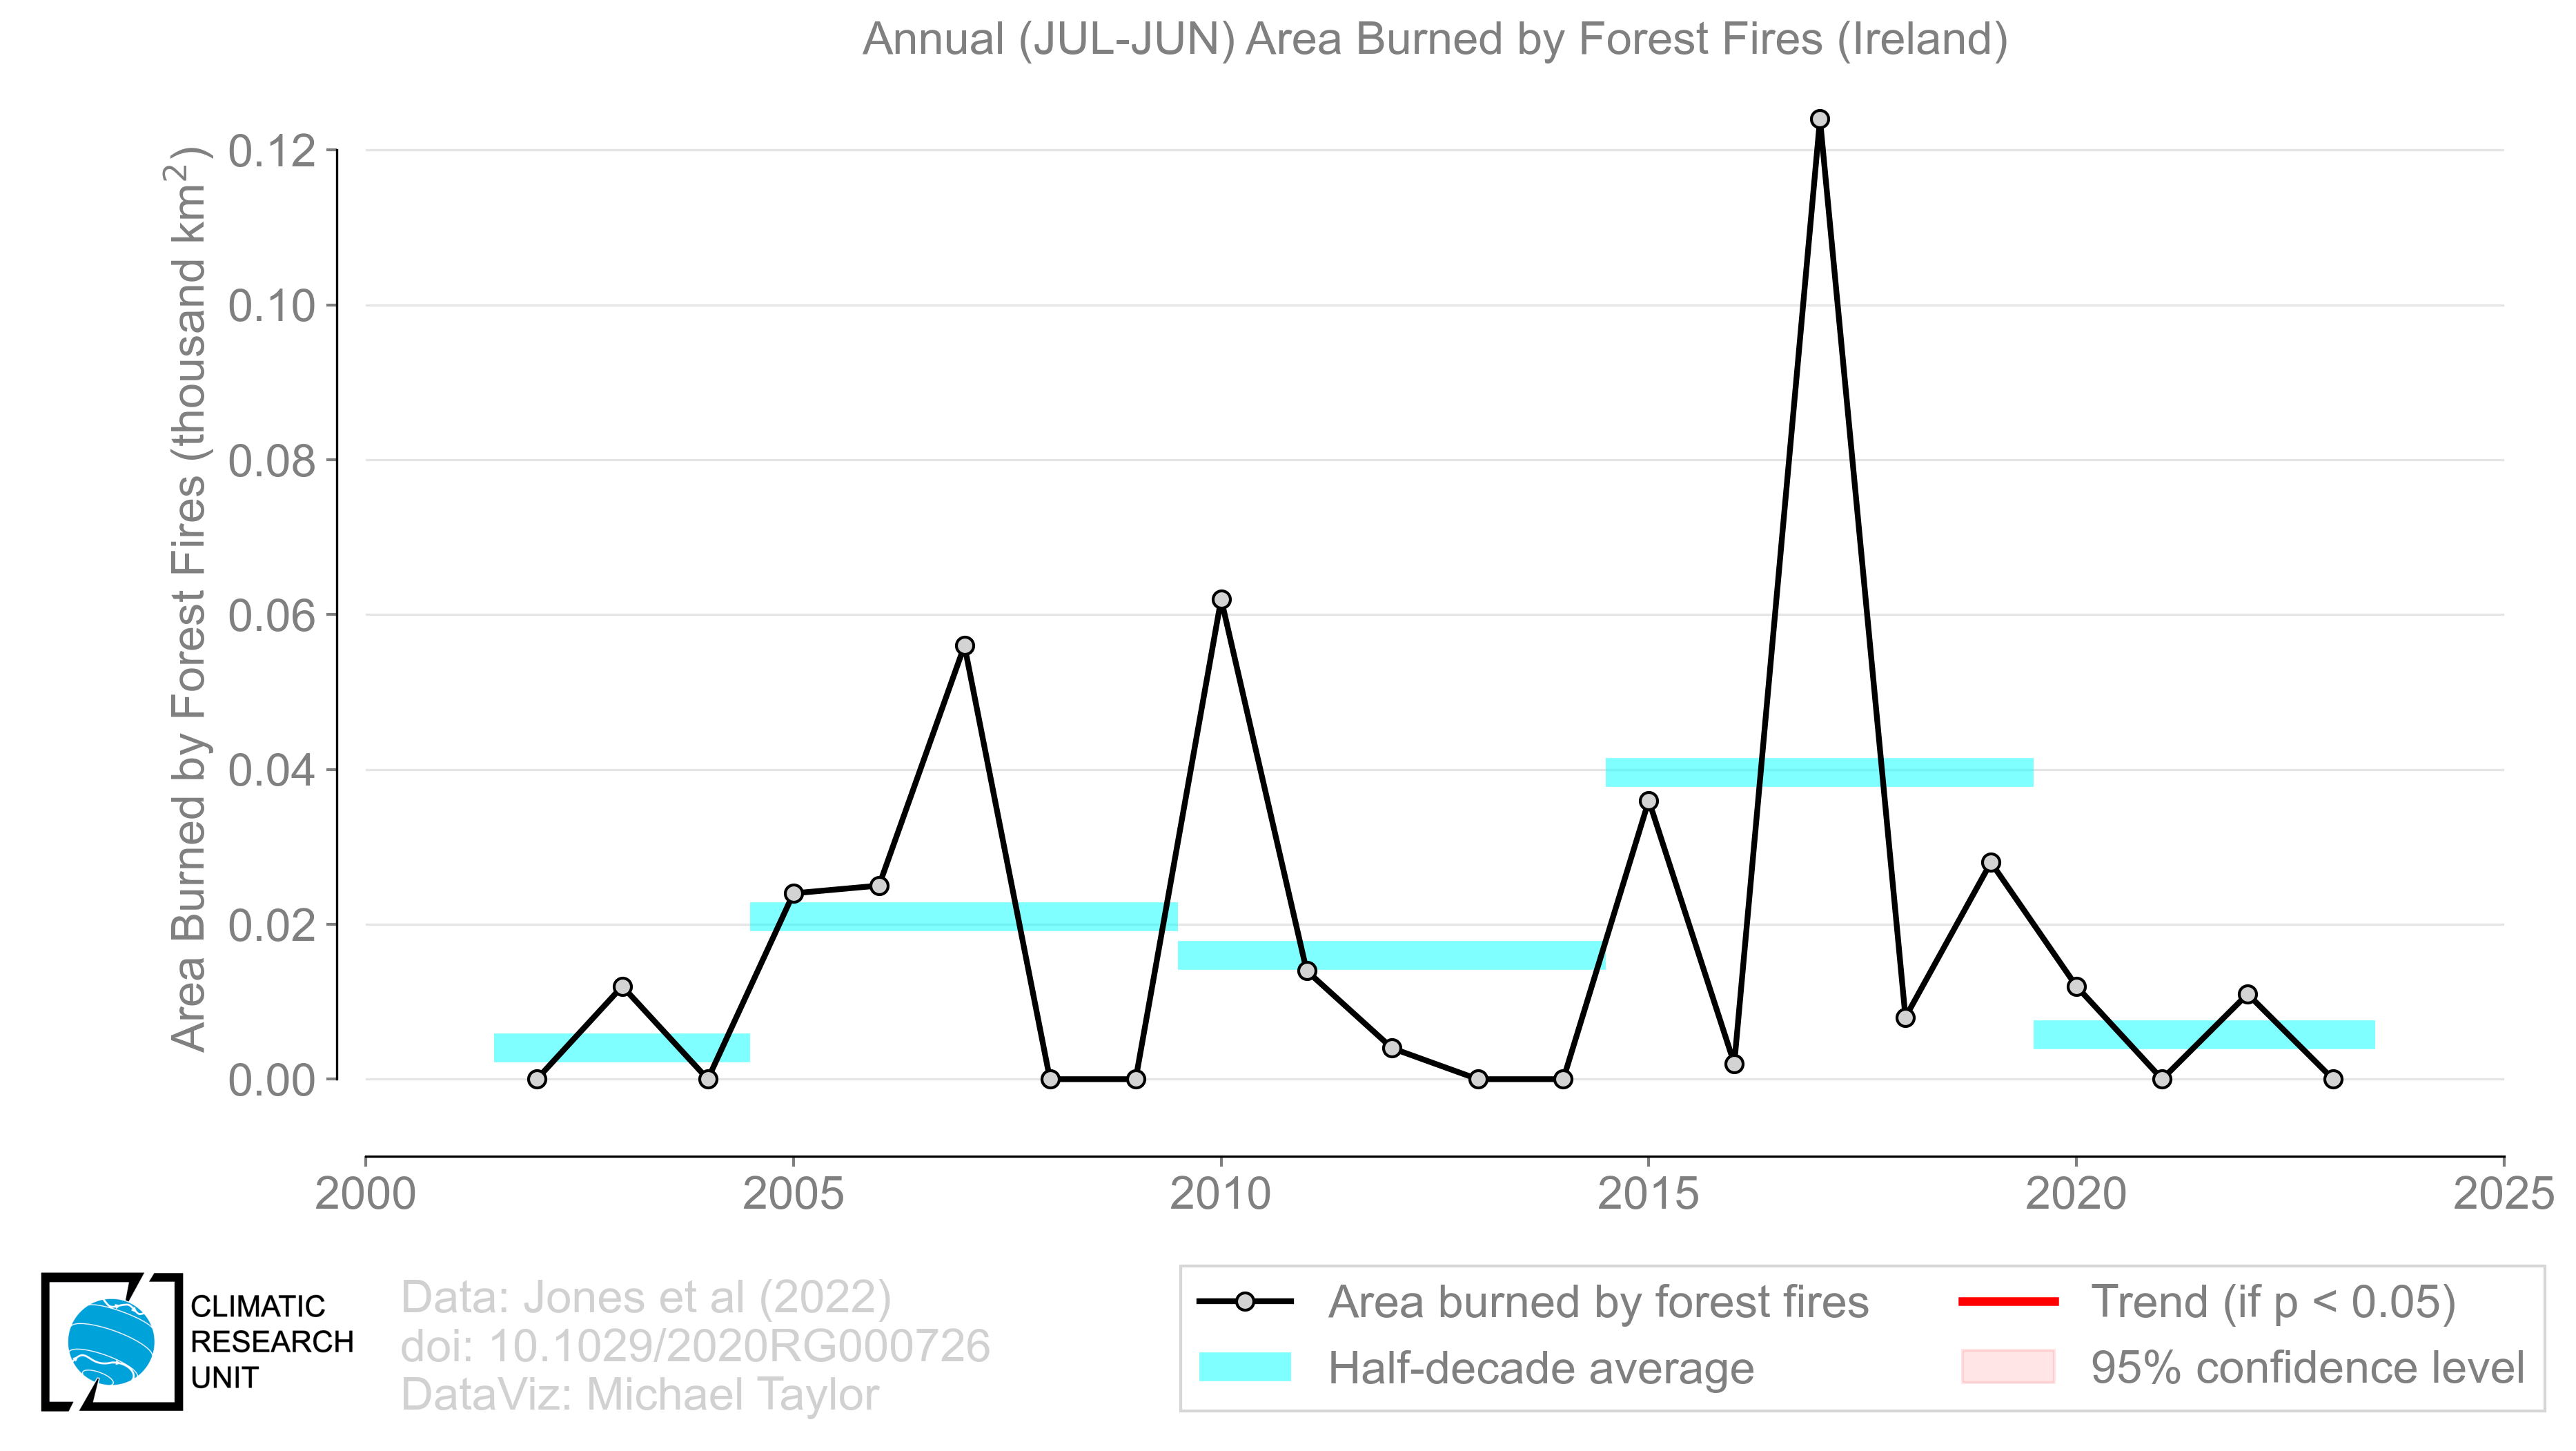 Annual (JUL-JUN) Area Burned by Forest Fires (Ireland)
Area Burned by Forest Fires (thousand km²)
0.12
0.10
0.08
0.06
0.04
0.02
0.00
2000 2005 2010 2015 2020 2025
CLIMATIC
RESEARCH
UNIT
Data: Jones et al (2022)
doi: 10.1029/2020RG000726
DataViz: Michael Taylor
Area burned by forest fires
Half-decade average
Trend (if p < 0.05)
95% confidence level